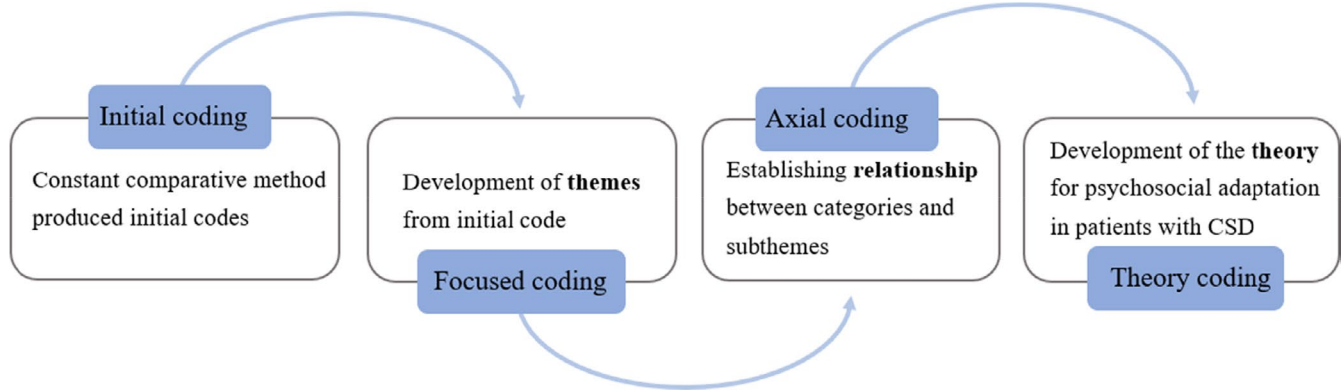 Initial coding
Constant comparative method
produced initial codes
Development of themes
from initial code
Focused coding
Axial coding
Establishing relationship
between categories and
subthemes
Development of the theory
for psychosocial adaptation
in patients with CSD
Theory coding